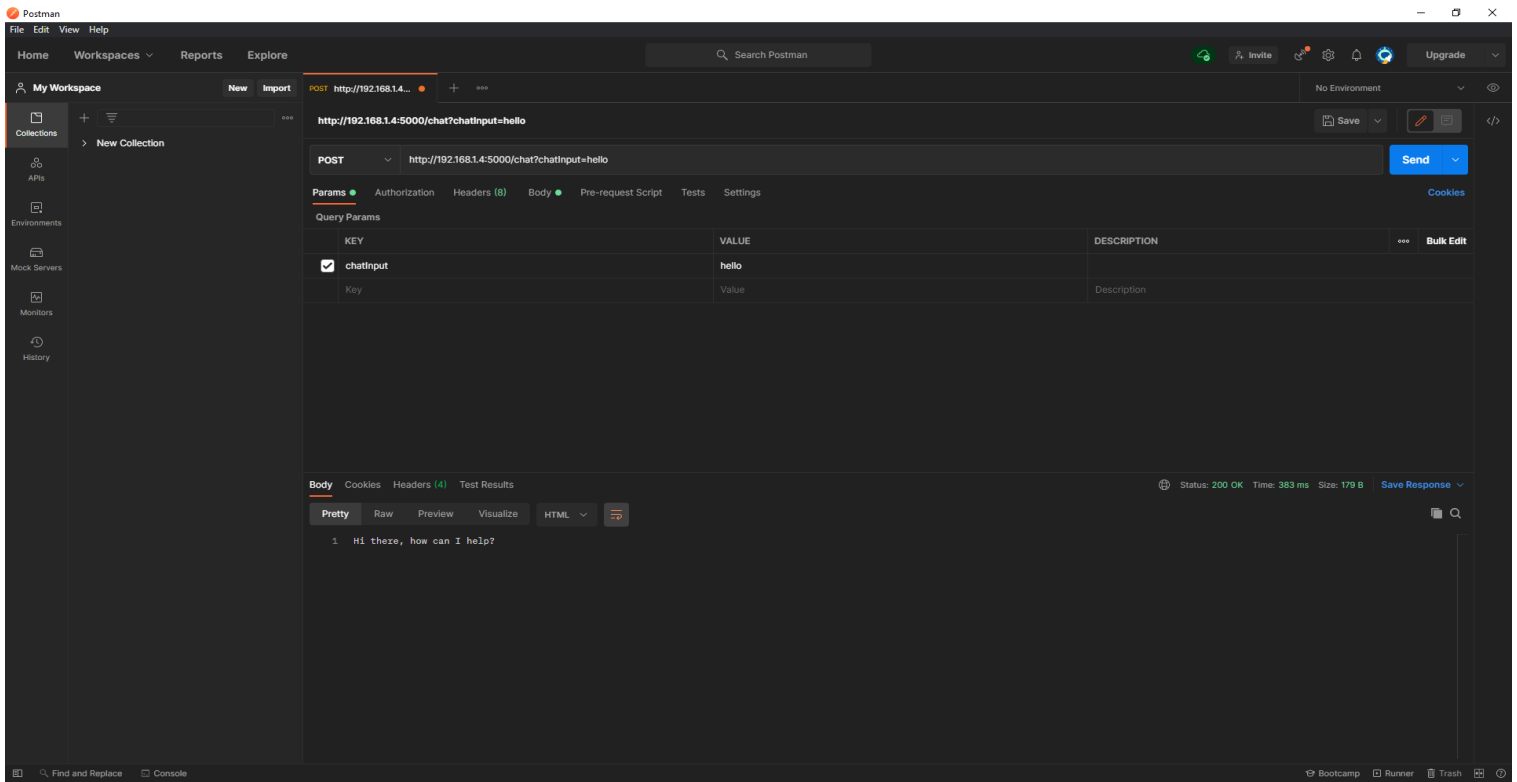 Postman
File Edit View Help
Home Workspaces Reports Explore Search Postman Invite Upgrade
My Workspace New Import POST http://192.168.1.4... No Environment
Collections
New Collection
http://192.168.1.4:5000/chat?chatInput=hello Save
APIs
POST http://192.168.1.4:5000/chat?chatInput=hello Send
Params Authorization Headers (8) Body Pre-request Script Tests Settings Cookies
Environments
Query Params
KEY VALUE DESCRIPTION Bulk Edit
Mock Servers
chatInput hello
Key Value Description
Monitors
History
Body Cookies Headers (4) Test Results Status: 200 OK Time: 383 ms Size: 179 B Save Response
Pretty Raw Preview Visualize HTML
1 Hi there, how can I help?
Find and Replace Console Bootcamp Runner Trash